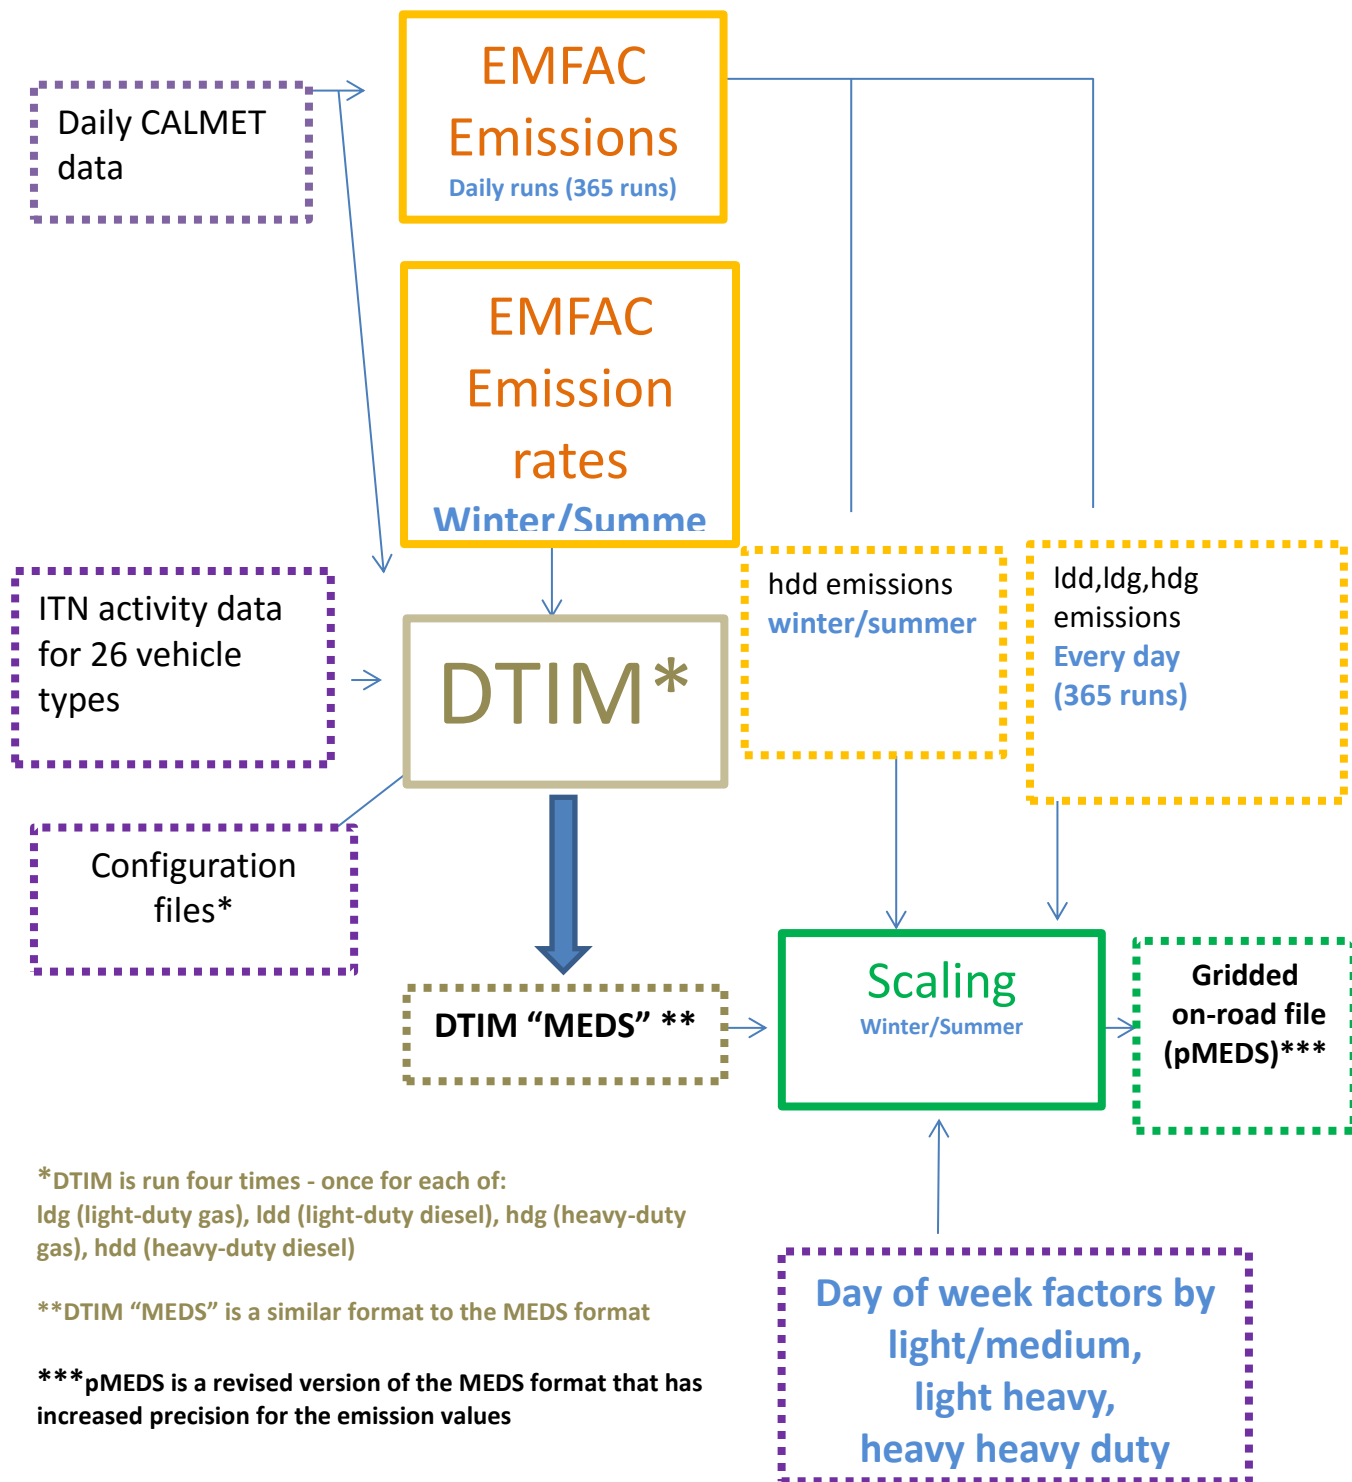 EMFAC
Emissions
Daily runs (365 runs)
Daily CALMET
data
EMFAC
Emission
rates
Winter/Summe
ITN activity data
for 26 vehicle
types
DTIM*
hdd emissions
winter/summer
ldd,ldg,hdg
emissions
Every day
(365 runs)
Configuration
files*
DTIM “MEDS” **
Scaling
Winter/Summer
Gridded
on-road file
(pMEDS)***
*DTIM is run four times - once for each of:
ldg (light-duty gas), ldd (light-duty diesel), hdg (heavy-duty
gas), hdd (heavy-duty diesel)
**DTIM “MEDS” is a similar format to the MEDS format
***pMEDS is a revised version of the MEDS format that has
increased precision for the emission values
Day of week factors by
light/medium,
light heavy,
heavy heavy duty